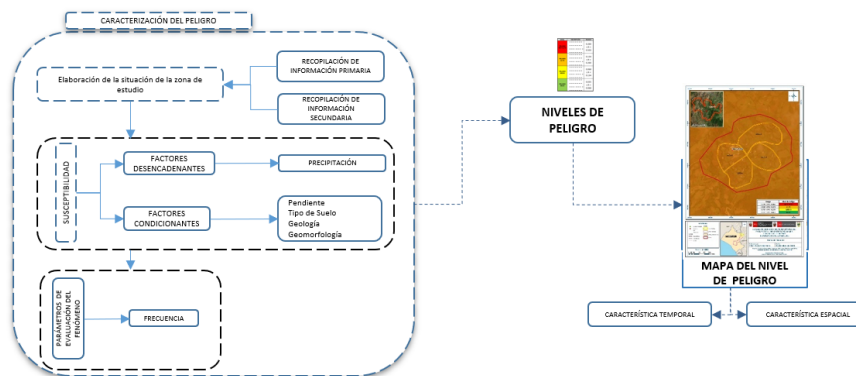 CARACTERIZACIÓN DEL PELIGRO
Elaboración de la situación de la zona de
estudio
RECOPILACIÓN DE
INFORMACIÓN PRIMARIA
RECOPILACIÓN DE
INFORMACIÓN
SECUNDARIA
SUSCEPTIBILIDAD
FACTORES
DESENCADENANTES
PRECIPITACIÓN
FACTORES
CONDICIONANTES
Pendiente
Tipo de Suelo
Geología
Geomorfología
PARÁMETROS DE
EVALUACIÓN DEL
FENÓMENO
FRECUENCIA
NIVELES DE
PELIGRO
MAPA DEL NIVEL
DE PELIGRO
CARACTERÍSTICA TEMPORAL
CARACTERÍSTICA ESPACIAL